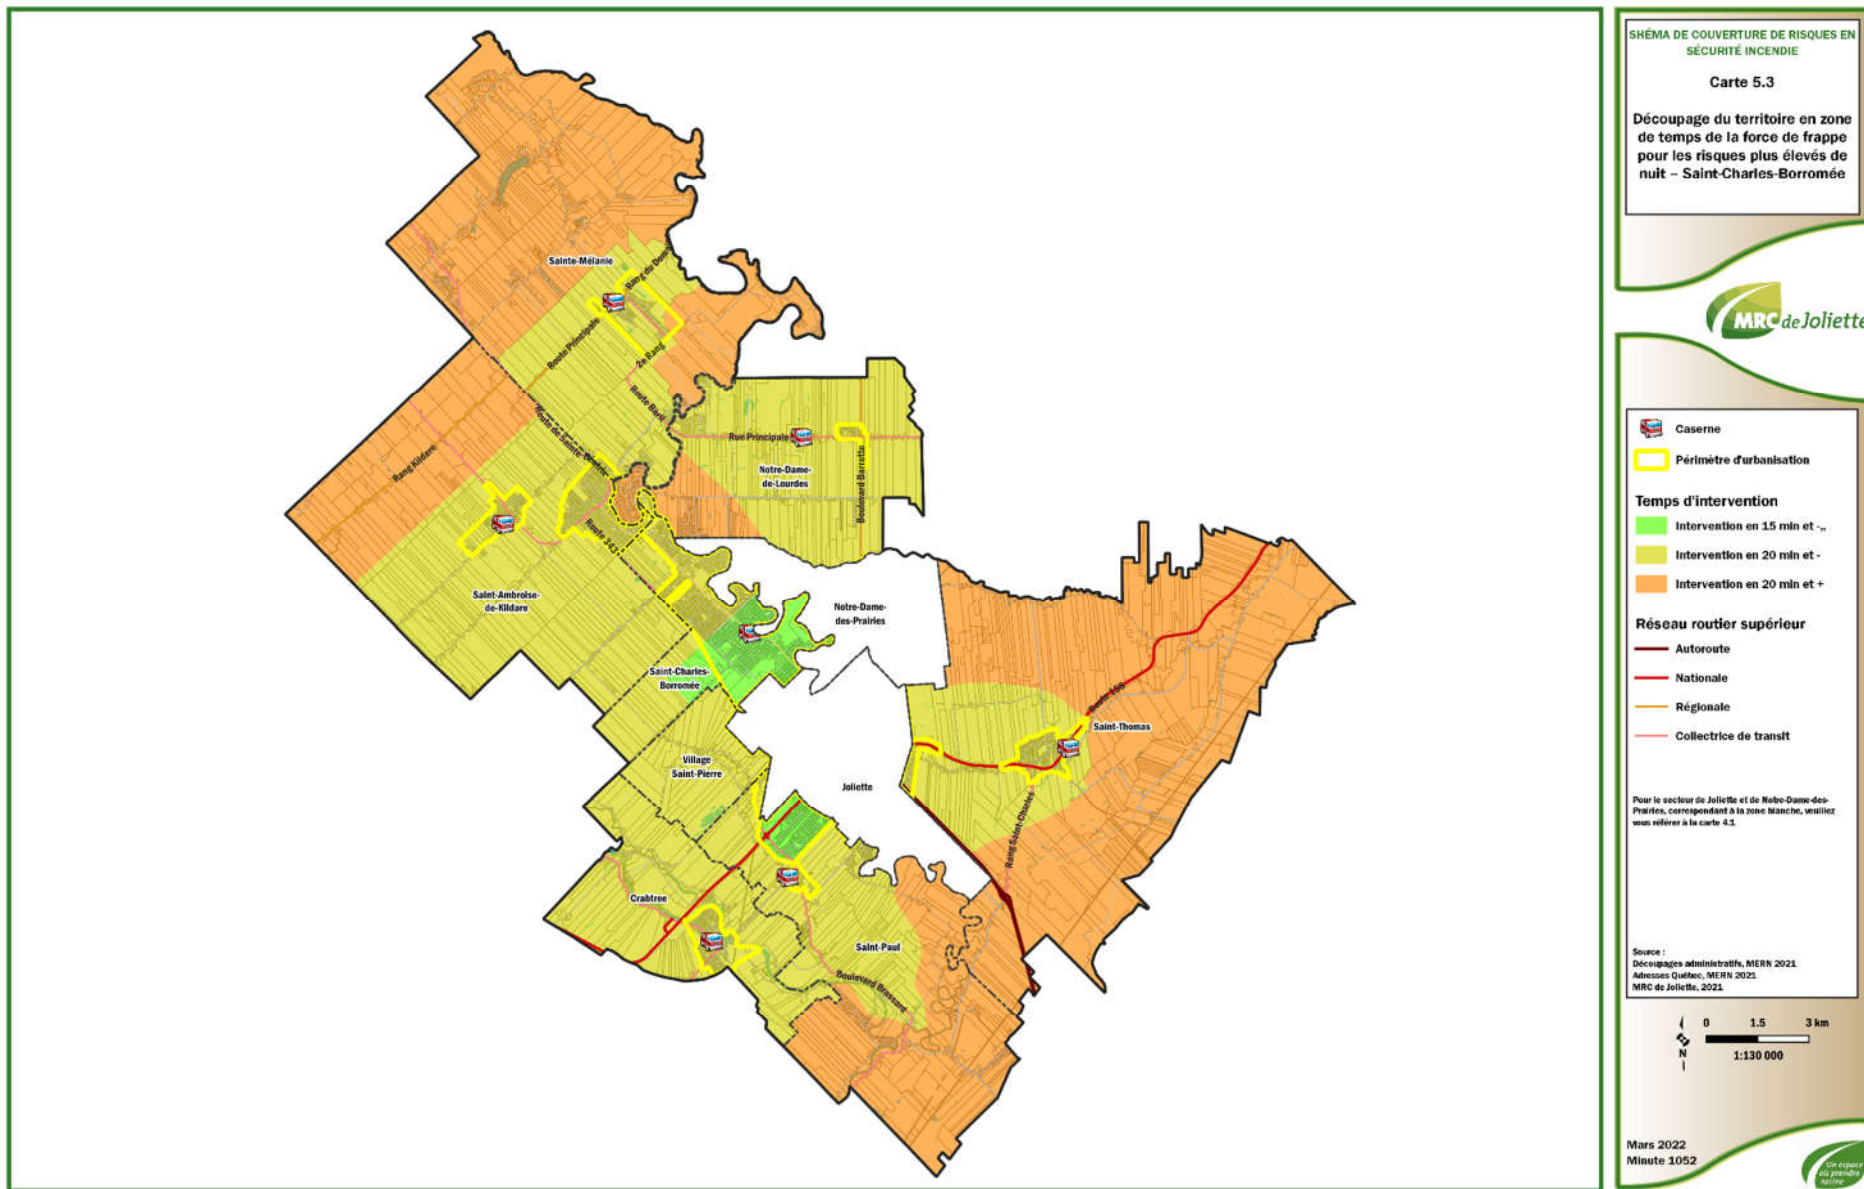 SHÉMA DE COUVERTURE DE RISQUES EN
SÉCURITÉ INCENDIE
Carte 5.3
Découpage du territoire en zone
de temps de la force de frappe
pour les risques plus élevés de
nuit – Saint-Charles-Borromée
MRC de Joliette
Caserne
Périmètre d'urbanisation
Temps d'intervention
Intervention en 15 min et -
Intervention en 20 min et -
Intervention en 20 min et +
Réseau routier supérieur
Autoroute
Nationale
Régionale
Collectrice de transit
Pour le secteur de Joliette et de Notre-Dame-des-
Prairies, correspondant à la zone blanche, veuillez
vous référer à la carte 4.1
Source :
Découpages administratifs, MERN 2021
Adresses Québec, MERN 2021
MRC de Joliette, 2021
0 1.5 3 km
N
1:130 000
Mars 2022
Minute 1052
Un espace
où prendre
racine
Sainte-Mélanie
Route Principale
2e Rang
Route Baril
Rang Kildare
Rue Principale
Notre-Dame-
de-Lourdes
Boulevard Barrette
Route 343
Saint-Ambroise-
de-Kildare
Notre-Dame-
des-Prairies
Saint-Charles-
Borromée
Saint-Thomas
Village
Saint-Pierre
Joliette
Rang Saint-Charles
Crabtree
Saint-Paul
Boulevard Brassard